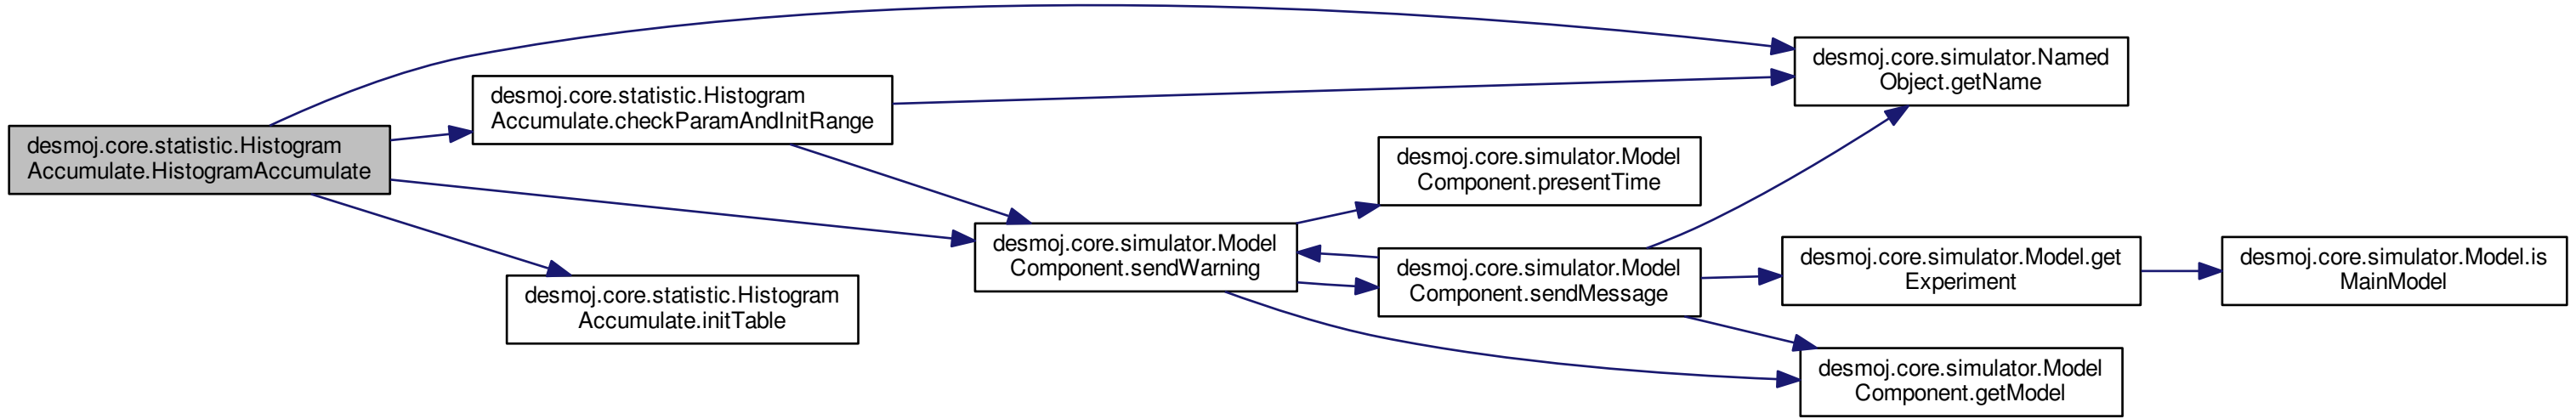 desmoj.core.statistic.Histogram
Accumulate.HistogramAccumulate
desmoj.core.statistic.Histogram
Accumulate.checkParamAndInitRange
desmoj.core.statistic.Histogram
Accumulate.initTable
desmoj.core.simulator.Model
Component.sendWarning
desmoj.core.simulator.Model
Component.presentTime
desmoj.core.simulator.Model
Component.sendMessage
desmoj.core.simulator.Named
Object.getName
desmoj.core.simulator.Model.get
Experiment
desmoj.core.simulator.Model
Component.getModel
desmoj.core.simulator.Model.is
MainModel